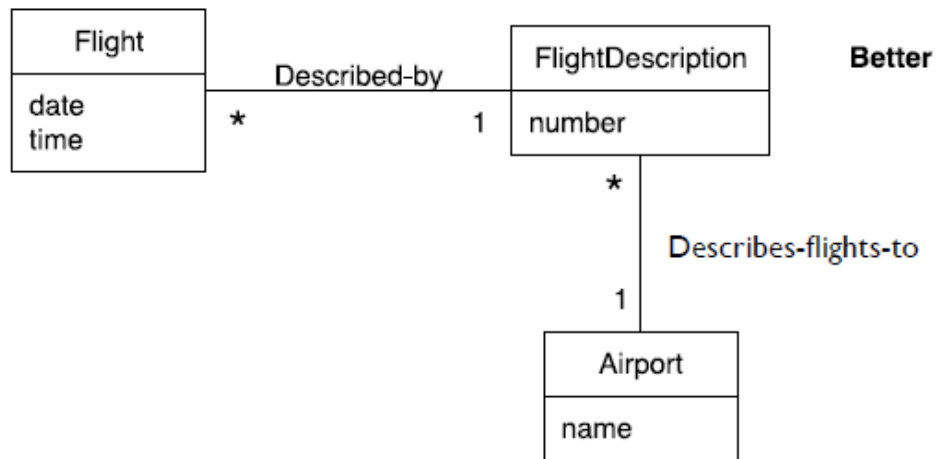 Flight
date
time
Described-by
*
1
FlightDescription
number
Better
*
Describes-flights-to
1
Airport
name